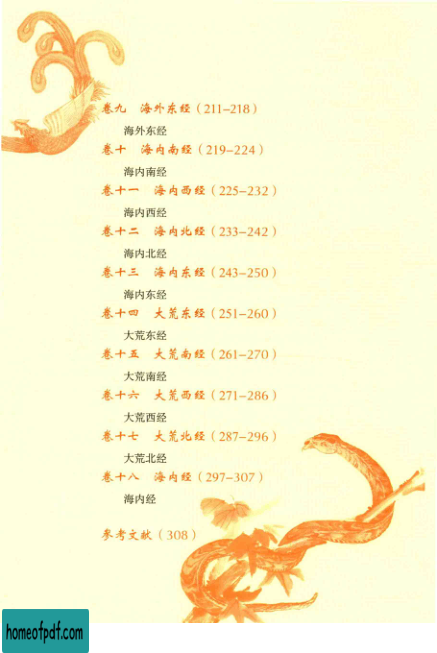 卷九 海外东经（211-218）
海外东经
卷十 海内南经（219-224）
海内南经
卷十一 海内西经（225-232）
海内西经
卷十二 海内北经（233-242）
海内北经
卷十三 海内东经（243-250）
海内东经
卷十四 大荒东经（251-260）
大荒东经
卷十五 大荒南经（261-270）
大荒南经
卷十六 大荒西经（271-286）
大荒西经
卷十七 大荒北经（287-296）
大荒北经
卷十八 海内经（297-307）
海内经
参考文献（308）
homeofpdf.com